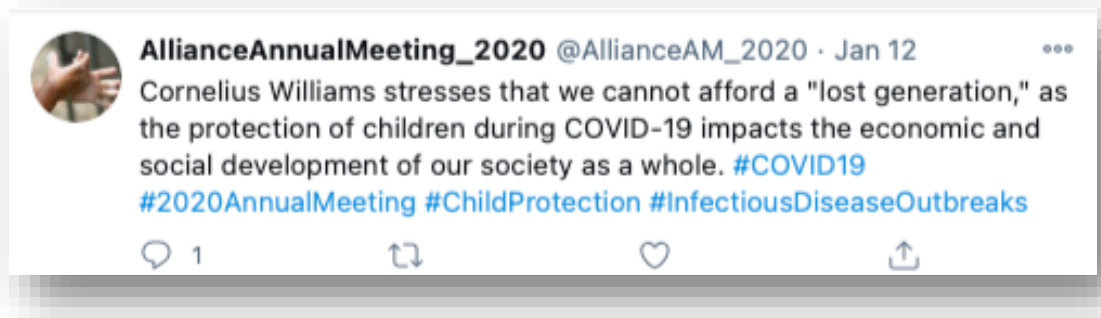 AllianceAnnualMeeting_2020 @AllianceAM_2020 · Jan 12
Cornelius Williams stresses that we cannot afford a "lost generation," as
the protection of children during COVID-19 impacts the economic and
social development of our society as a whole. #COVID19
#2020AnnualMeeting #ChildProtection #InfectiousDiseaseOutbreaks
1